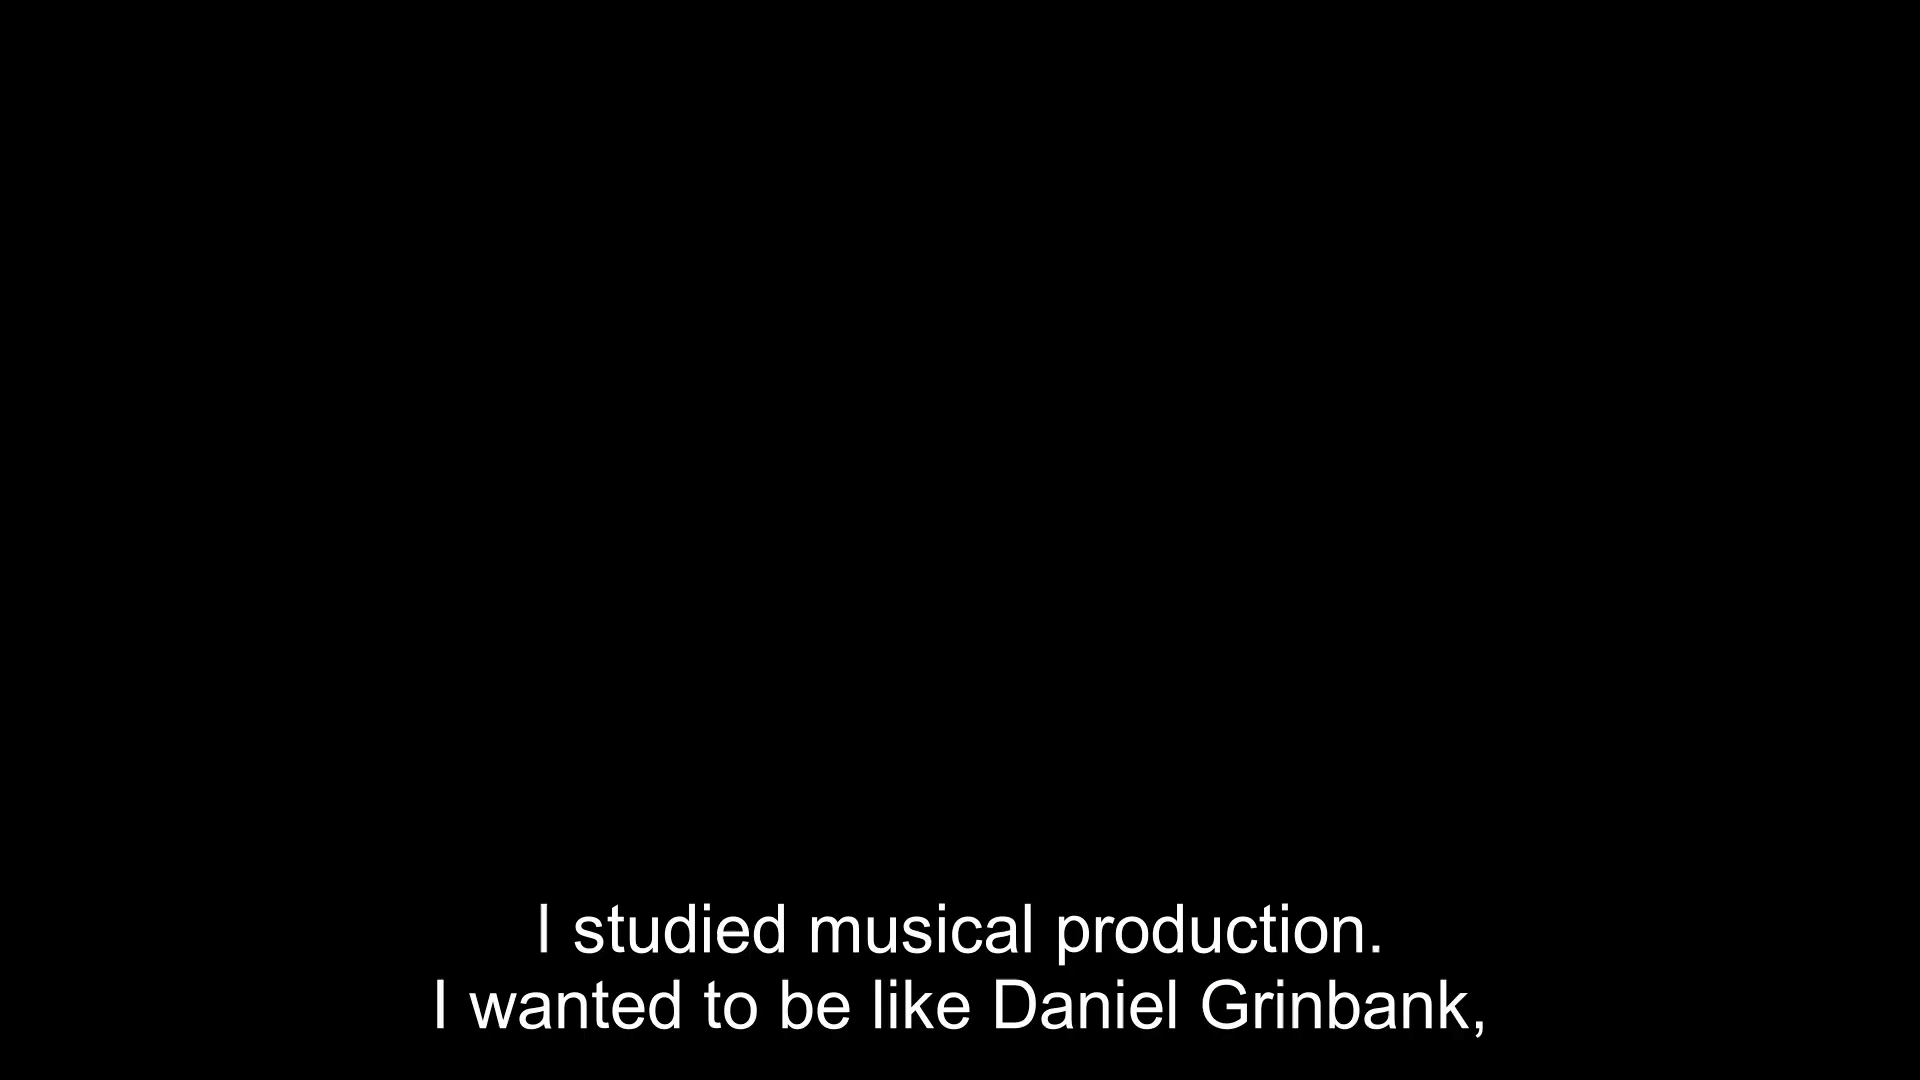 I studied musical production.
I wanted to be like Daniel Grinbank,